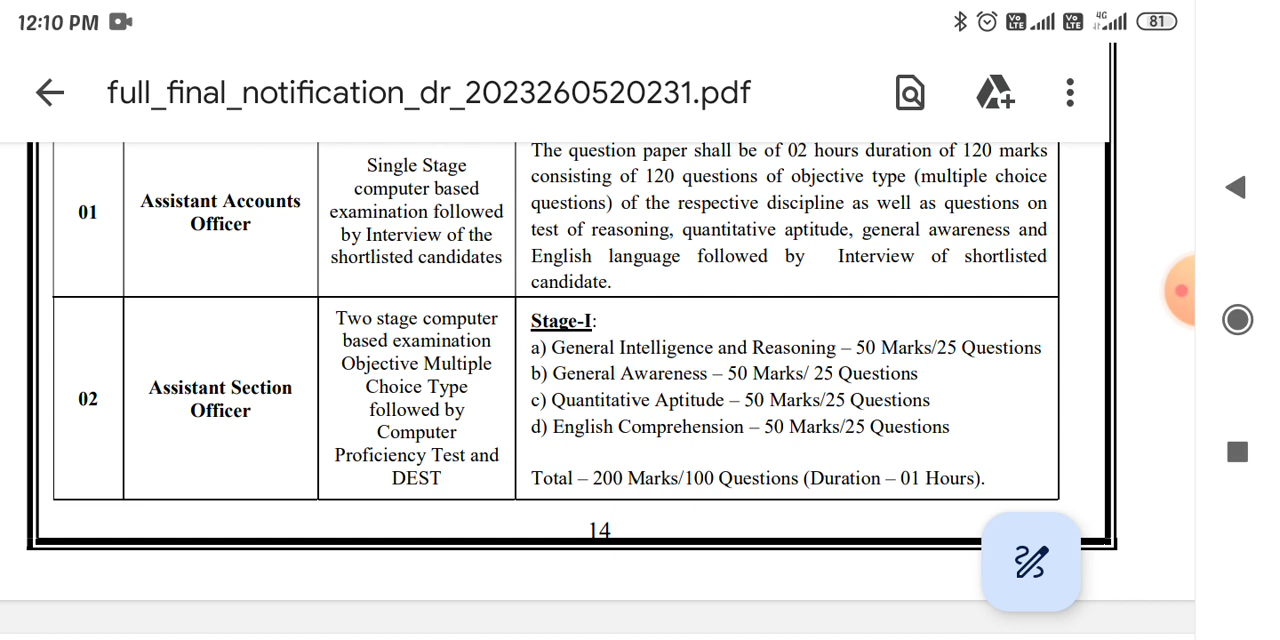 12:10 PM
Vo LTE Vo LTE 4G 81
full_final_notification_dr_2023260520231.pdf
01
Assistant Accounts
Officer
Single Stage
computer based
examination followed
by Interview of the
shortlisted candidates
The question paper shall be of 02 hours duration of 120 marks
consisting of 120 questions of objective type (multiple choice
questions) of the respective discipline as well as questions on
test of reasoning, quantitative aptitude, general awareness and
English language followed by Interview of shortlisted
candidate.
02
Assistant Section
Officer
Two stage computer
based examination
Objective Multiple
Choice Type
followed by
Computer
Proficiency Test and
DEST
Stage-I:
a) General Intelligence and Reasoning – 50 Marks/25 Questions
b) General Awareness – 50 Marks/ 25 Questions
c) Quantitative Aptitude – 50 Marks/25 Questions
d) English Comprehension – 50 Marks/25 Questions
Total – 200 Marks/100 Questions (Duration – 01 Hours).
14